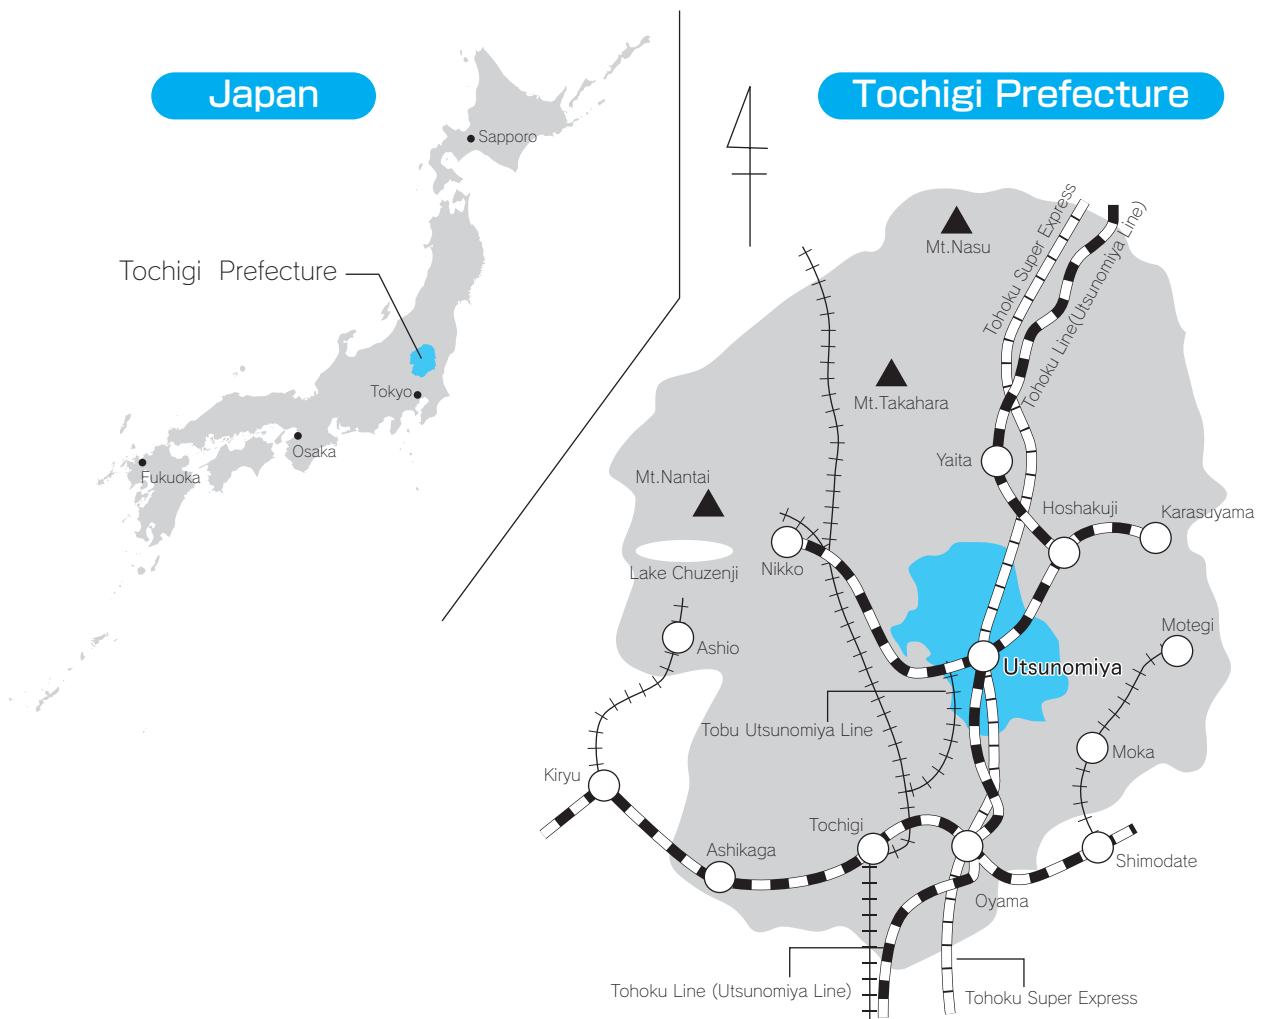 Japan
Sapporo
Tochigi Prefecture
Tokyo
Osaka
Fukuoka
Tochigi Prefecture
Mt.Nasu
Tohoku Super Express
Tohoku Line(Utsunomiya Line)
Mt.Takahara
Yaita
Mt.Nantai
Hoshakuji
Karasuyama
Nikko
Lake Chuzenji
Motegi
Ashio
Utsunomiya
Tobu Utsunomiya Line
Moka
Kiryu
Tochigi
Ashikaga
Shimodate
Oyama
Tohoku Line (Utsunomiya Line)
Tohoku Super Express